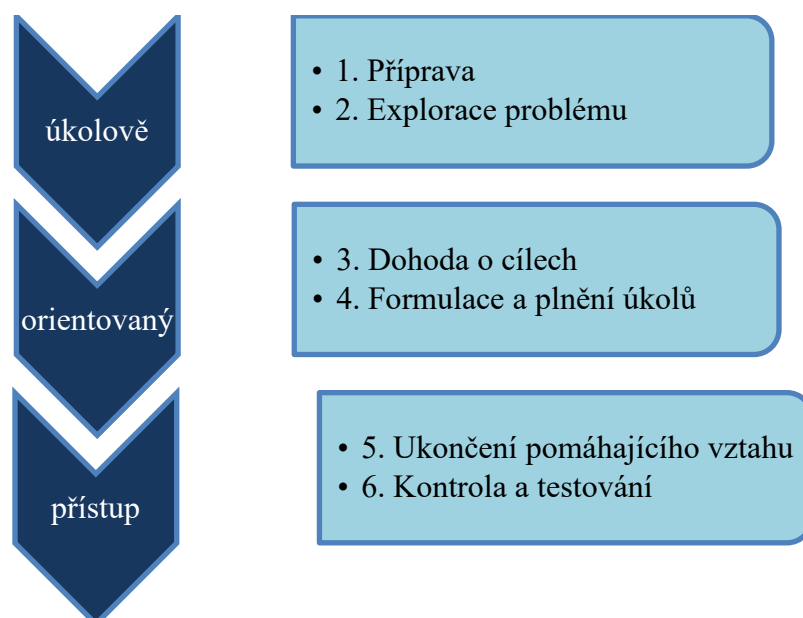 úkolově
• 1. Příprava
• 2. Explorace problému
orientovaný
• 3. Dohoda o cílech
• 4. Formulace a plnění úkolů
přístup
• 5. Ukončení pomáhajícího vztahu
• 6. Kontrola a testování